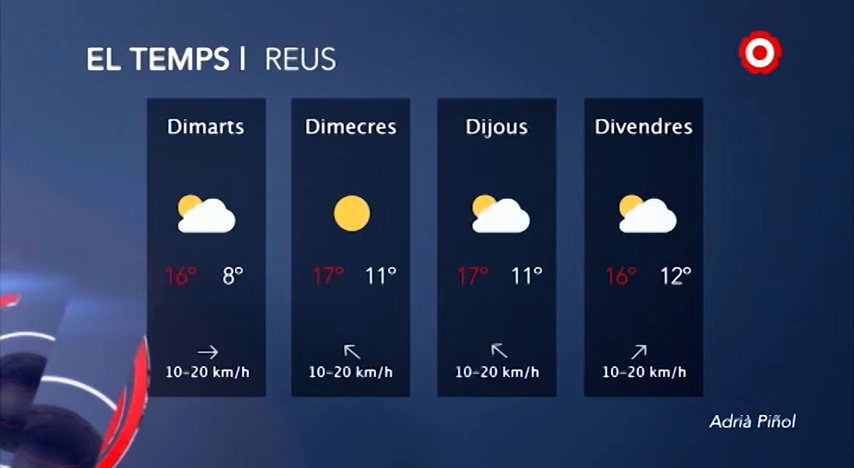 EL TEMPS | REUS
Dimarts
16° 8°
10-20 km/h
Dimecres
17° 11°
10-20 km/h
Dijous
17° 11°
10-20 km/h
Divendres
16° 12°
10-20 km/h
Adrià Piñol